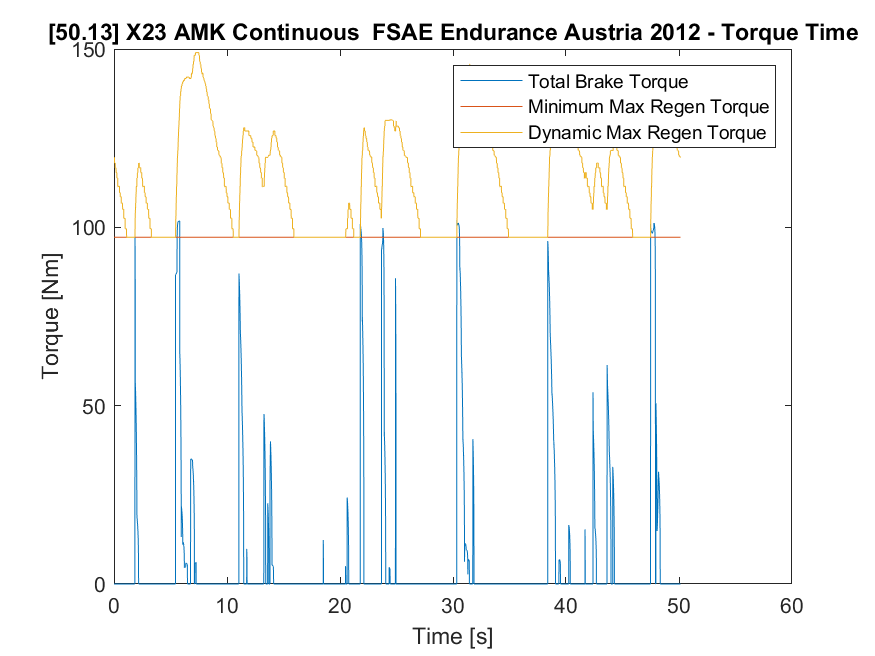 [50.13] X23 AMK Continuous  FSAE Endurance Austria 2012 - Torque Time
150
100
50
0
Torque [Nm]
Total Brake Torque
Minimum Max Regen Torque
Dynamic Max Regen Torque
0 10 20 30 40 50 60
Time [s]